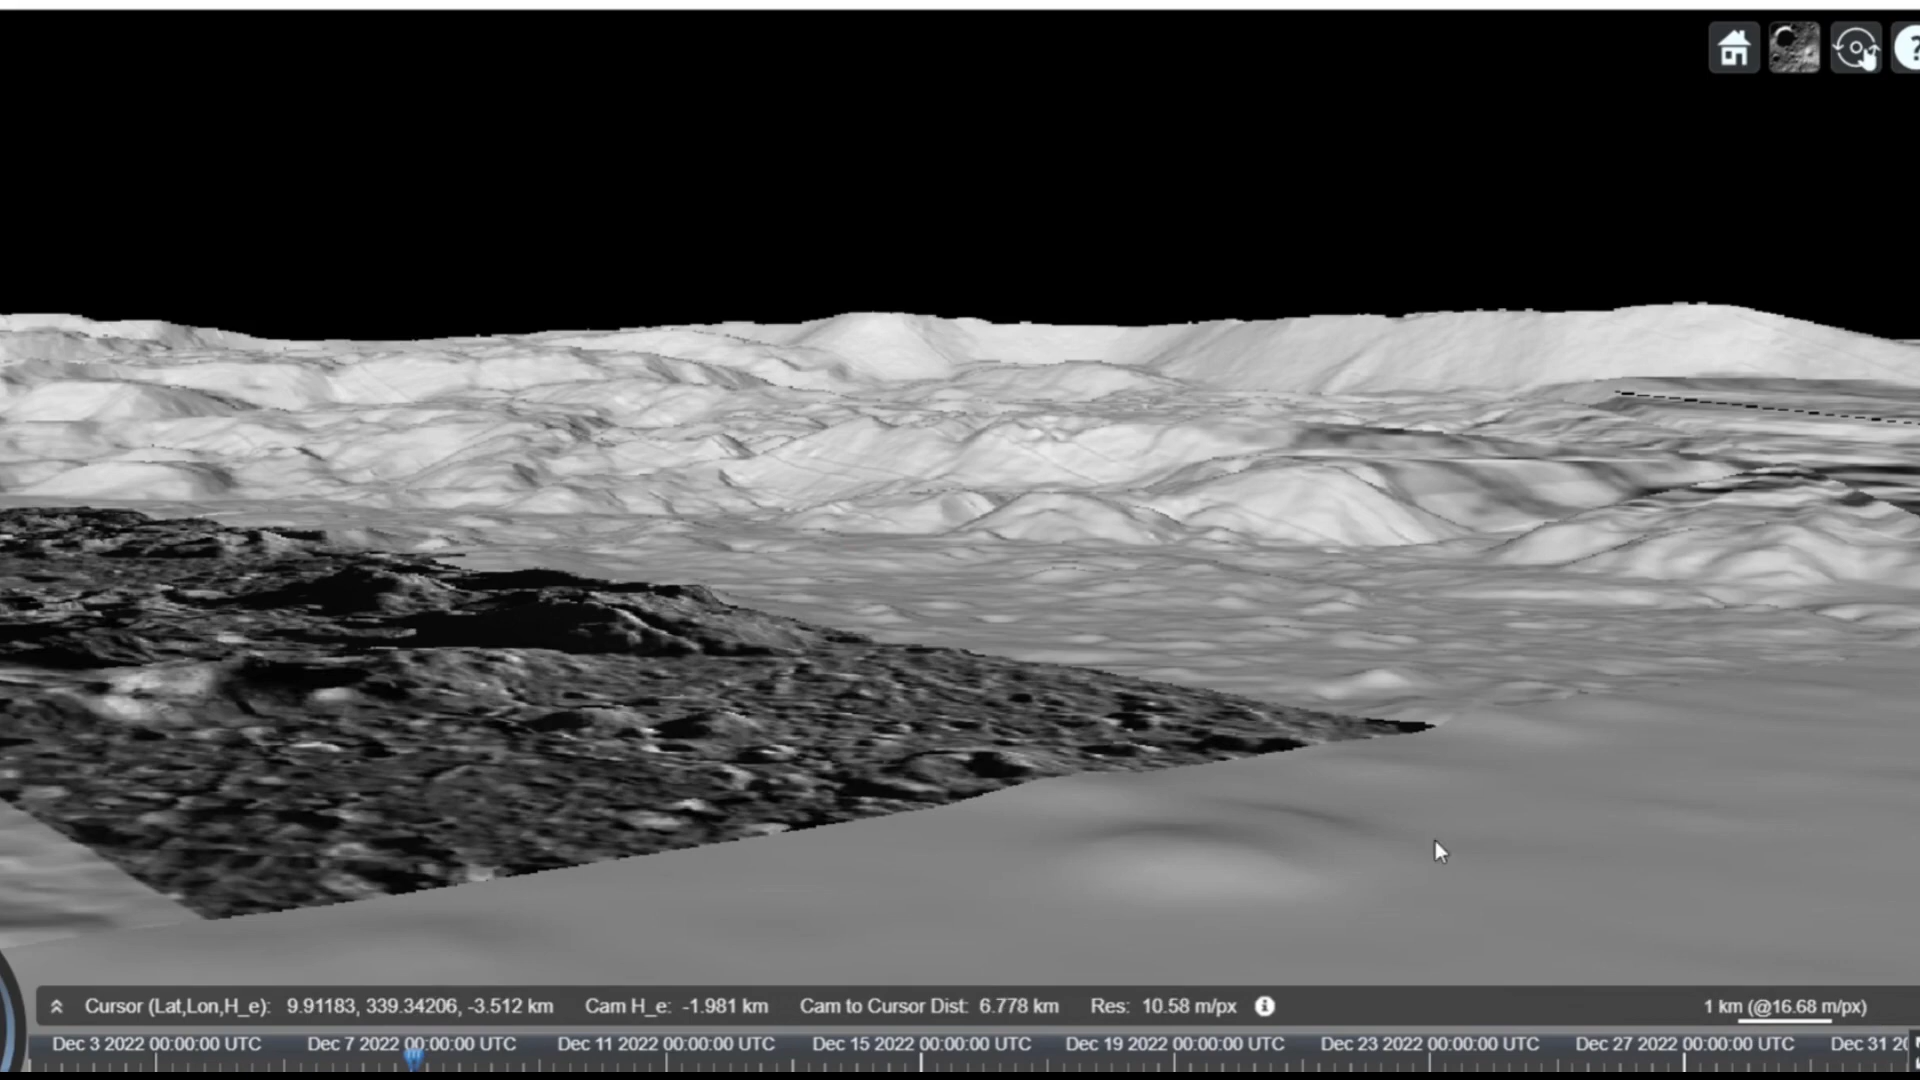 ?
Cursor (Lat,Lon,H_e): 9.91183, 339.34206, -3.512 km Cam H_e: -1.981 km Cam to Cursor Dist: 6.778 km Res: 10.58 m/px 1 km (@16.68 m/px)
Dec 3 2022 00:00:00 UTC Dec 7 2022 00:00:00 UTC Dec 11 2022 00:00:00 UTC Dec 15 2022 00:00:00 UTC Dec 19 2022 00:00:00 UTC Dec 23 2022 00:00:00 UTC Dec 27 2022 00:00:00 UTC Dec 31 20